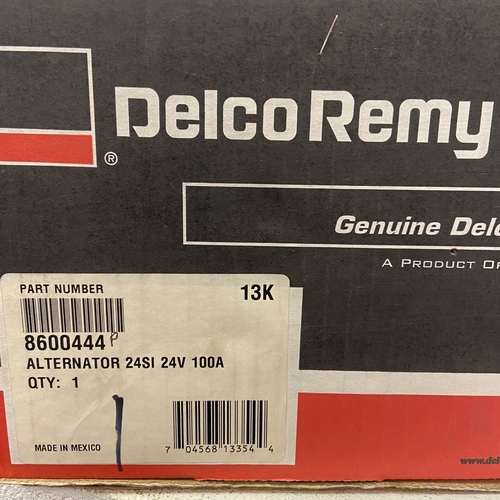 Delco Remy
®
Genuine Delc
A PRODUCT O
PART NUMBER
13K
8600444P
ALTERNATOR 24SI 24V 100A
QTY: 1
MADE IN MEXICO
7 04568 13354 4
www.del